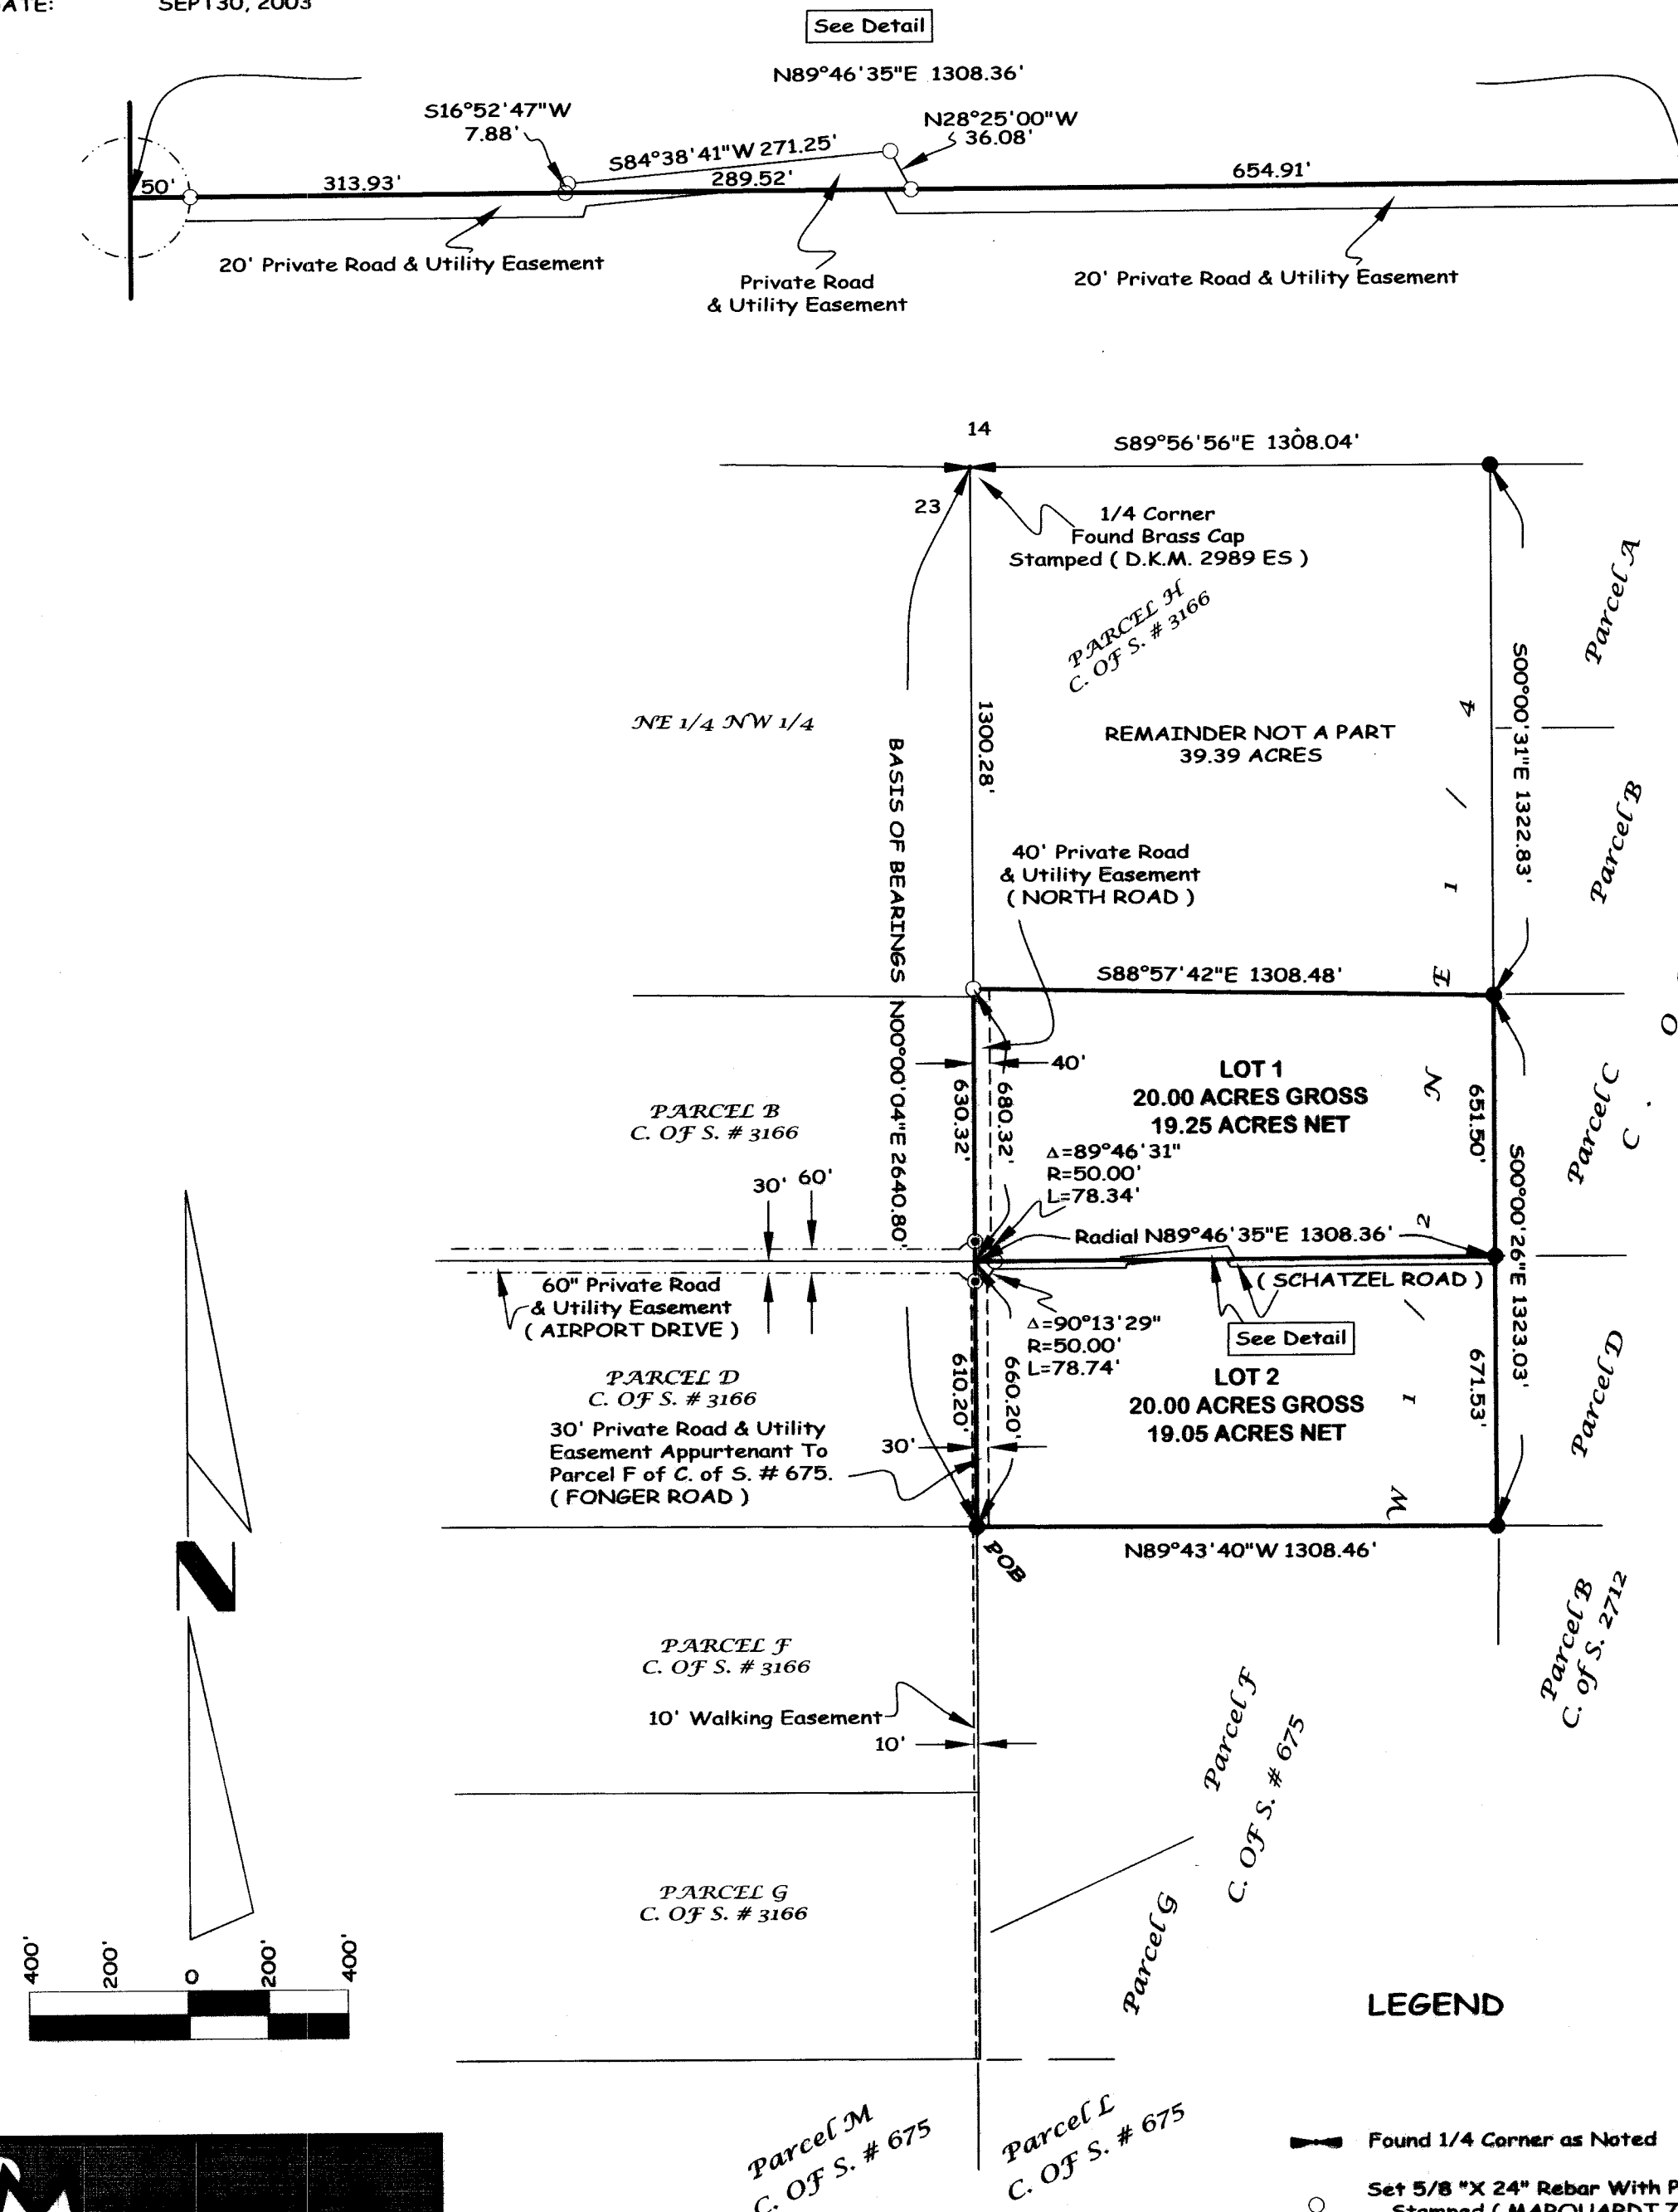 SEPT30, 2003
See Detail
N89°46'35"E 1308.36'
S16°52'47"W
7.88'
N28°25'00"W
36.08'
S84°38'41"W 271.25'
50'
313.93'
289.52'
654.91'
20' Private Road & Utility Easement
Private Road
& Utility Easement
20' Private Road & Utility Easement
14
S89°56'56"E 1308.04'
23
1/4 Corner
Found Brass Cap
Stamped ( D.K.M. 2989 ES )
PARCEL H
C. OF S. # 3166
Parcel A
NE 1/4 NW 1/4
1300.28'
REMAINDER NOT A PART
39.39 ACRES
S00°00'31"E 1322.83'
BASIS OF BEARINGS N00°00'04"E 2640.80'
Parcel B
40' Private Road
& Utility Easement
( NORTH ROAD )
W 1 / 2 N E 1 / 4
S88°57'42"E 1308.48'
40'
LOT 1
20.00 ACRES GROSS
19.25 ACRES NET
630.32'
680.32'
651.50'
Parcel C
C .
O
PARCEL B
C. OF S. # 3166
Δ=89°46'31"
R=50.00'
L=78.34'
30' 60'
Radial N89°46'35"E 1308.36'
S00°00'26"E 1323.03'
( SCHATZEL ROAD )
60" Private Road
& Utility Easement
( AIRPORT DRIVE )
Δ=90°13'29"
R=50.00'
L=78.74'
See Detail
610.20'
660.20'
671.53'
Parcel D
PARCEL D
C. OF S. # 3166
LOT 2
20.00 ACRES GROSS
19.05 ACRES NET
30' Private Road & Utility
Easement Appurtenant To
Parcel F of C. of S. # 675.
( FONGER ROAD )
30'
POB
N89°43'40"W 1308.46'
N
Parcel B
C. of S. 2712
PARCEL F
C. OF S. # 3166
10' Walking Easement
10'
Parcel F
C. OF S. # 675
PARCEL G
C. OF S. # 3166
Parcel G
400'
200'
0
200'
400'
LEGEND
Parcel M
C. OF S. # 675
Parcel L
C. OF S. # 675
Found 1/4 Corner as Noted
Set 5/8 "X 24" Rebar With
Stamped ( MARQUARDT